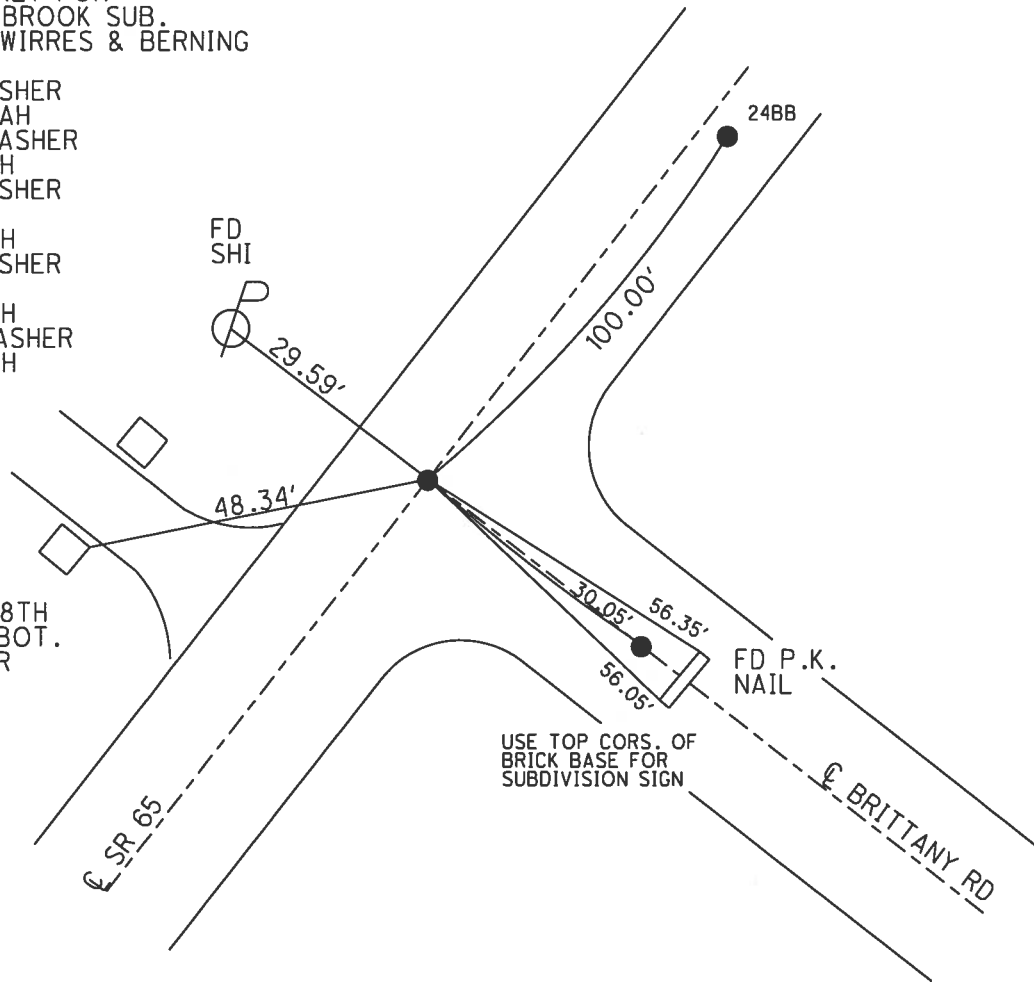 BROOK SUB.
WIRRES & BERNING
SHER
AH
ASHER
H
SHER
H
SHER
H
ASHER
H
8TH
BOT.
R
24BB
FD
SHI
100.00'
29.59'
48.34'
30.05'
56.35'
56.05'
FD P.K.
NAIL
USE TOP CORS. OF
BRICK BASE FOR
SUBDIVISION SIGN
℄ SR 65
℄ BRITTANY RD